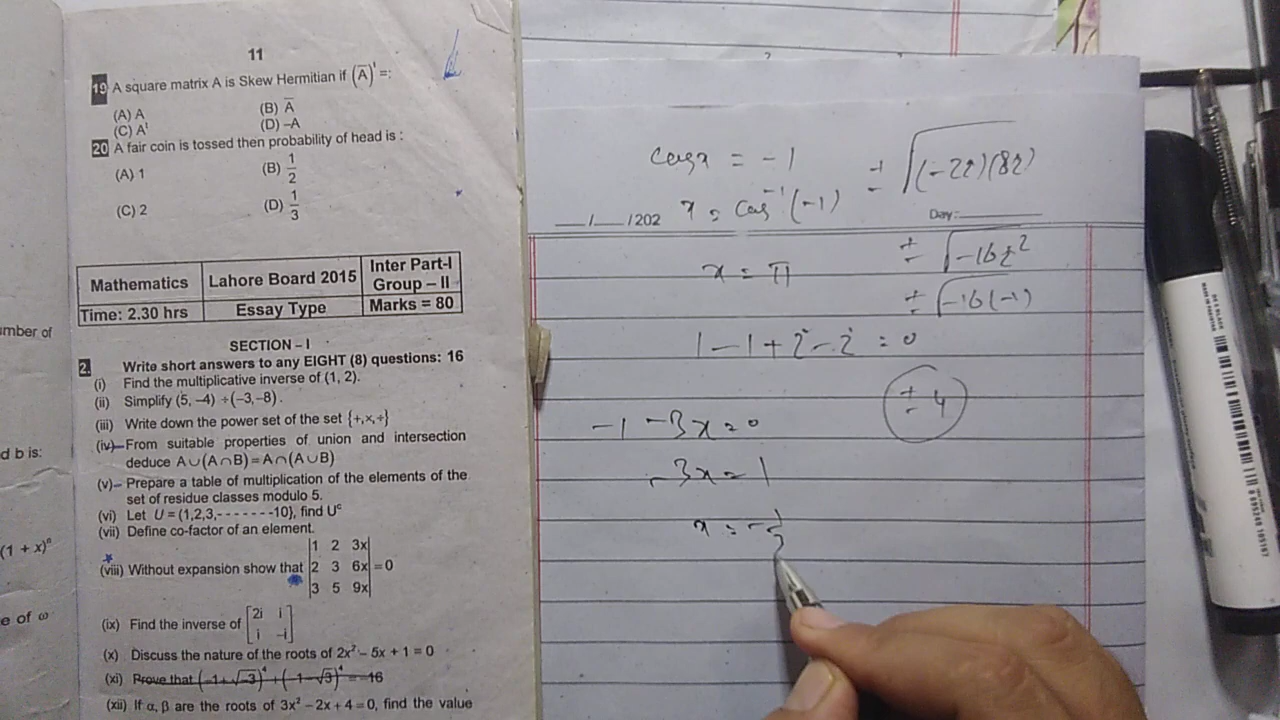 11
19 A square matrix A is Skew Hermitian if (A̅)ᵗ =:
(A) A (B) A̅
(C) Aᵗ (D) –A
20 A fair coin is tossed then probability of head is :
(A) 1 (B) 1/2
(C) 2 (D) 1/3
Mathematics Lahore Board 2015 Inter Part-I Group – II
Time: 2.30 hrs Essay Type Marks = 80
SECTION – I
2. Write short answers to any EIGHT (8) questions: 16
(i) Find the multiplicative inverse of (1, 2).
(ii) Simplify (5, –4) ÷(–3,–8).
(iii) Write down the power set of the set {+,x,÷}
(iv) From suitable properties of union and intersection
deduce A∪(A∩B)=A∩(A∪B)
(v) Prepare a table of multiplication of the elements of the
set of residue classes modulo 5.
(vi) Let U = (1,2,3,-------10}, find Uᶜ
(vii) Define co-factor of an element.
(viii) Without expansion show that |1 2 3x|
|2 3 6x| =0
|3 5 9x|
(ix) Find the inverse of [2i i]
[i –i]
(x) Discuss the nature of the roots of 2x² – 5x + 1 = 0
(xi) Prove that (–1+√–3)⁴+(–1–√3)⁴=–16
(xii) If α, β are the roots of 3x² – 2x + 4 = 0, find the value
mber of
d b is:
(1 + x)ⁿ
e of ω
cosx = -1
x = cos⁻¹(-1)
± √(-2i)(8i)
__/__/202 Day:
x = π
± √-16i²
± √-16(-1)
1-1+2-2 = 0
± 4
-1-3x=0
-3x=1
x = -1/3